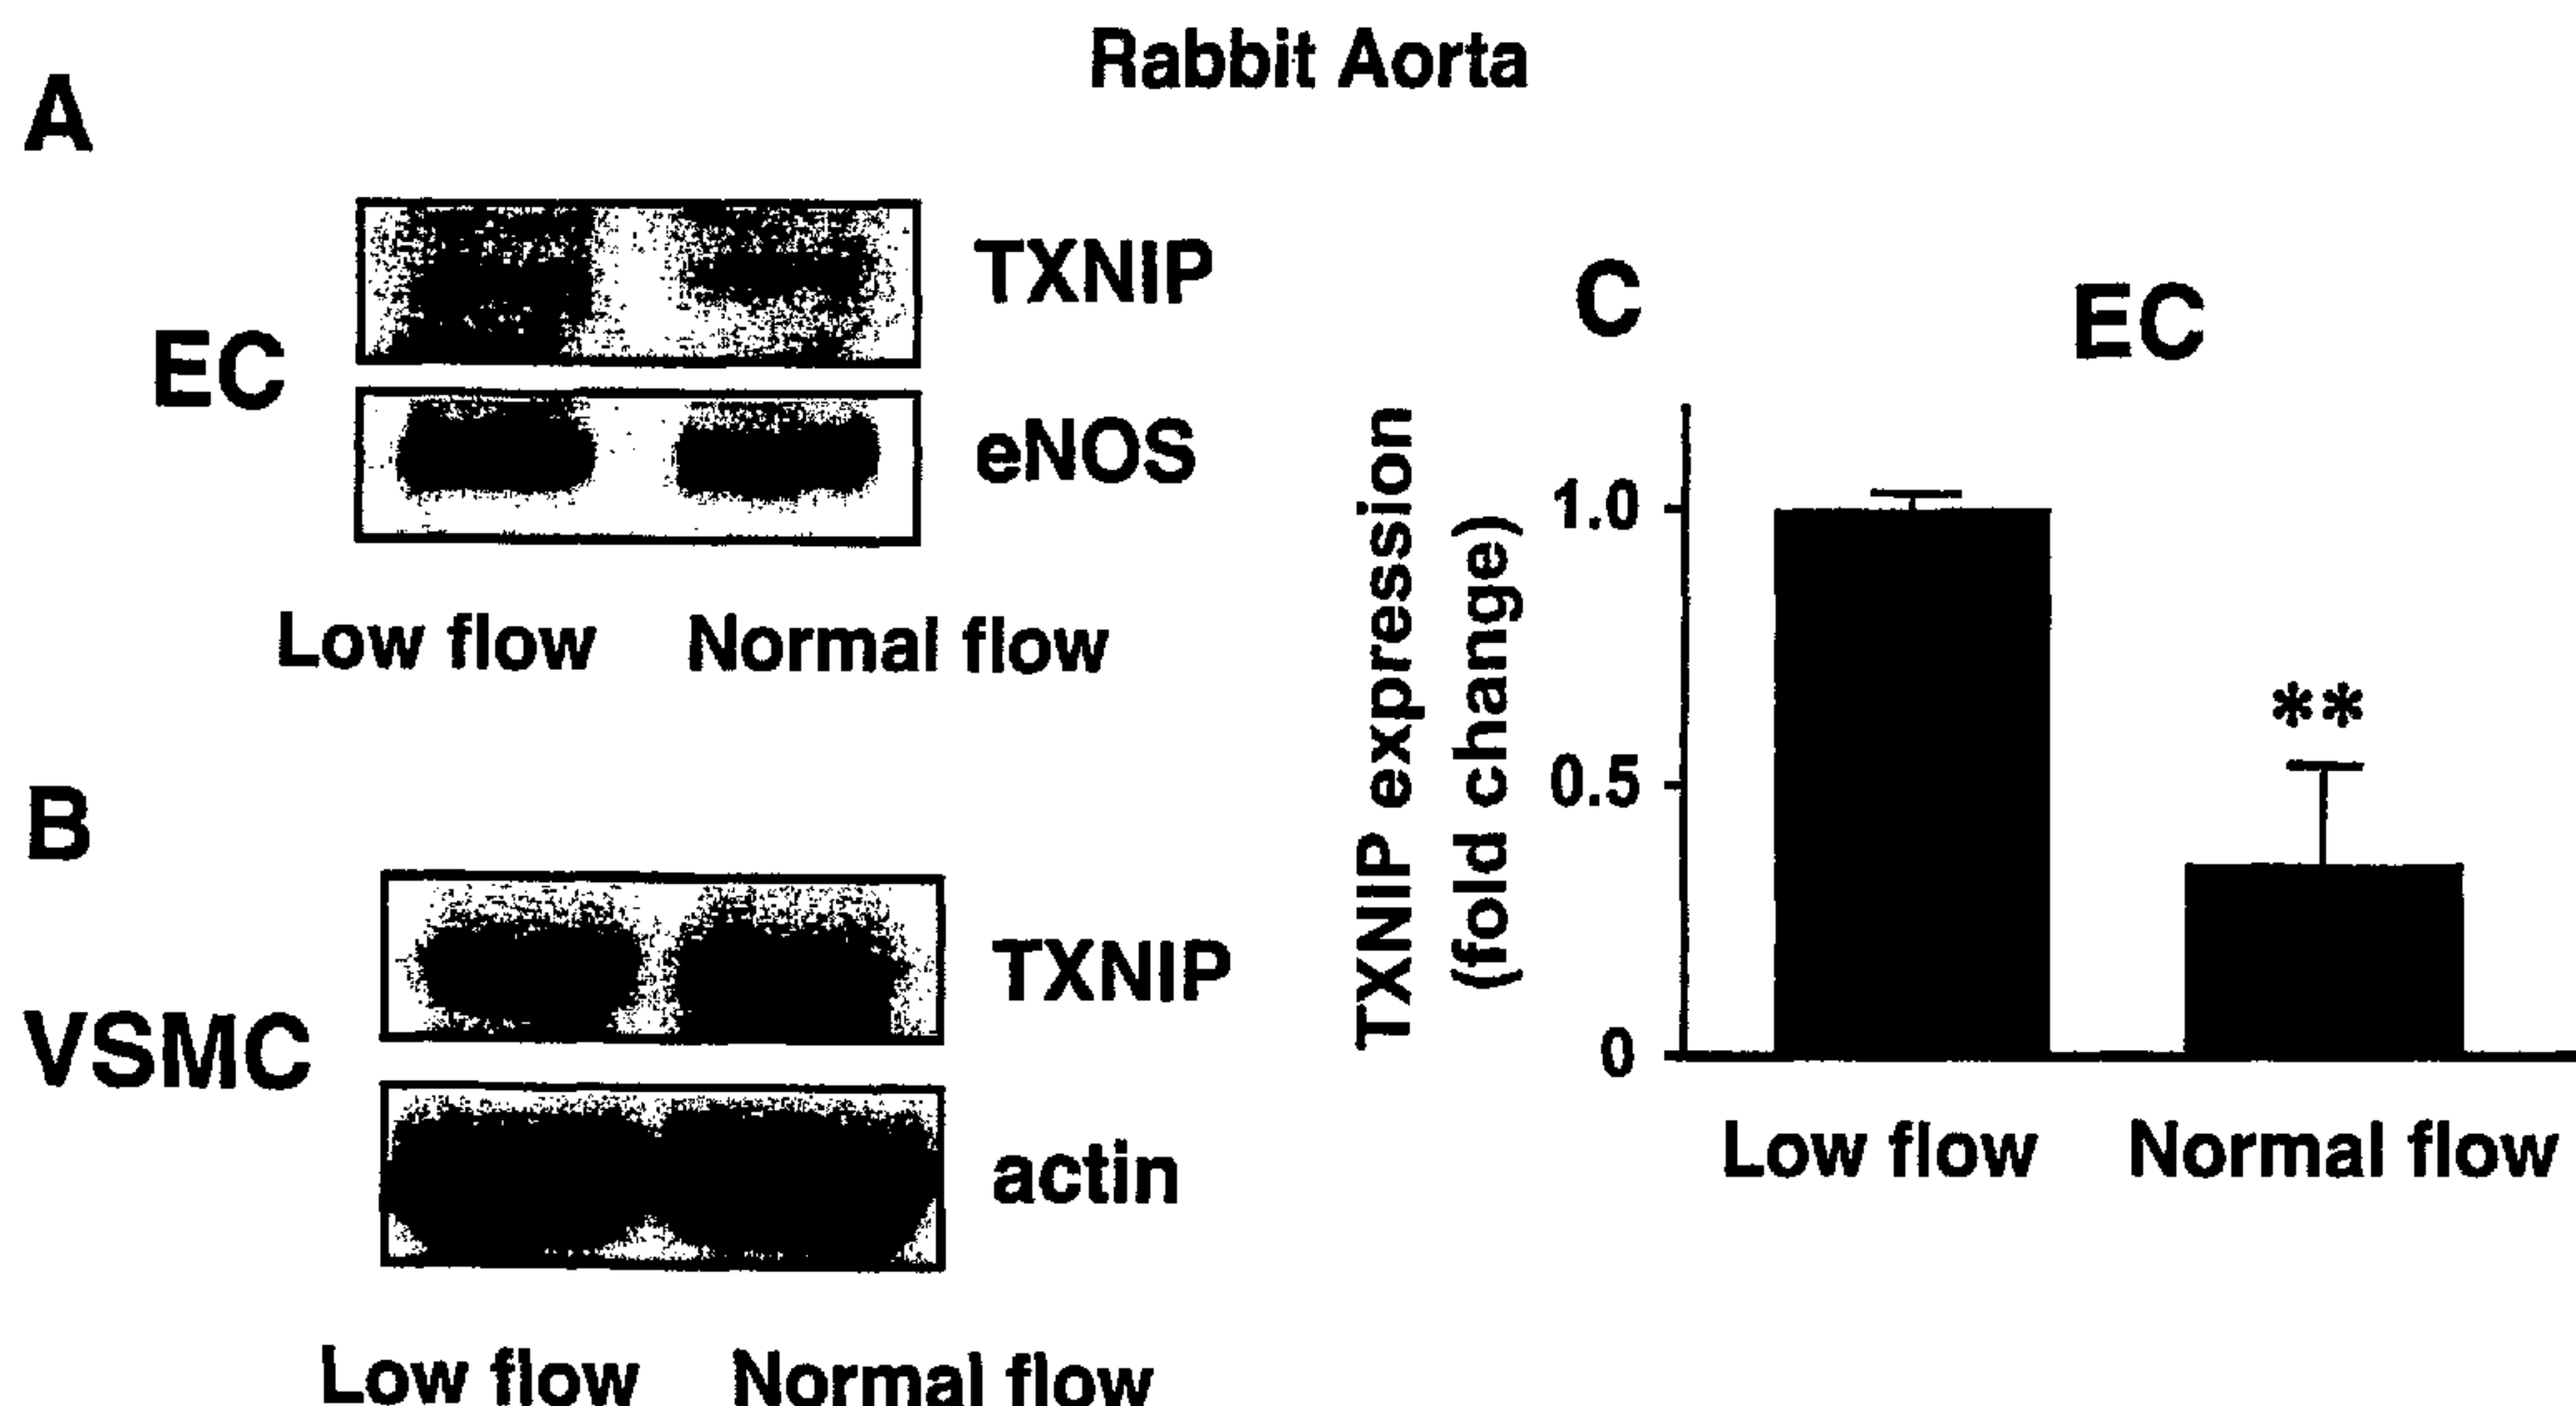 Rabbit Aorta
A
EC
TXNIP
eNOS
Low flow Normal flow
B
VSMC
TXNIP
actin
Low flow Normal flow
C
EC
TXNIP expression
(fold change)
1.0
0.5
0
**
Low flow Normal flow